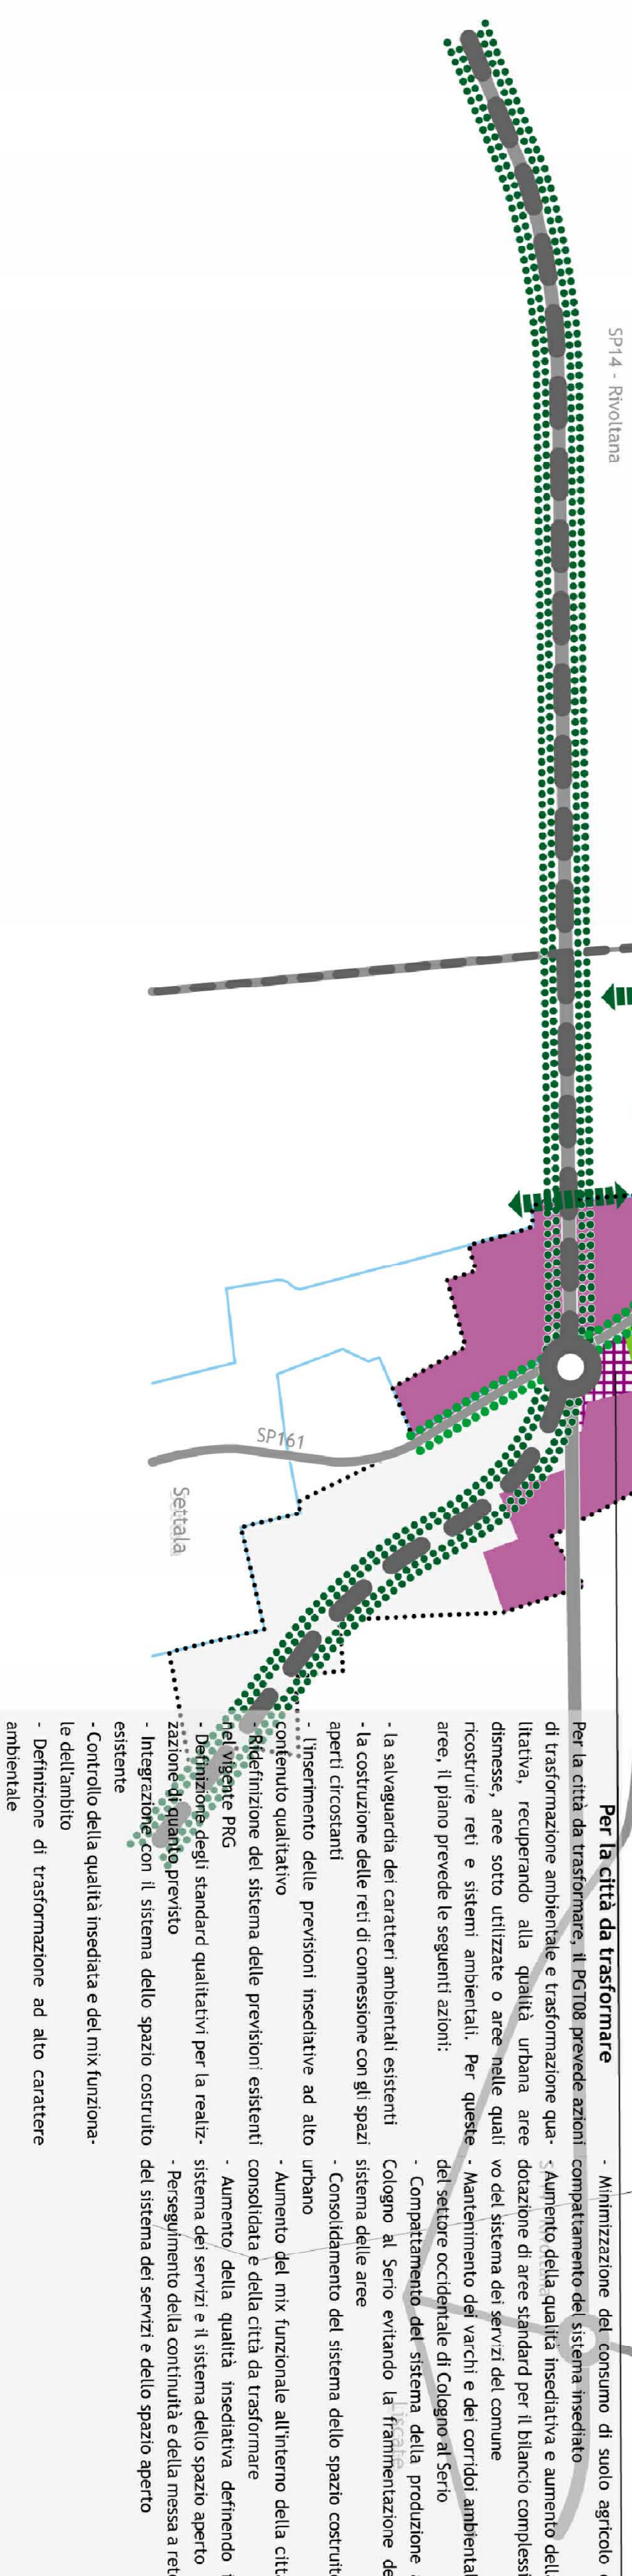 SP14 - Rivoltana
SP161
Settala
Per la città da trasformare
Per la città da trasformare, il PGT08 prevede azioni
di trasformazione ambientale e trasformazione qua-
litativa, recuperando alla qualità urbana aree
dismesse, aree sotto utilizzate o aree nelle quali
ricostruire reti e sistemi ambientali. Per queste
aree, il piano prevede le seguenti azioni:
- la salvaguardia dei caratteri ambientali esistenti
- la costruzione delle reti di connessione con gli spazi
aperti circostanti
- l'inserimento delle previsioni insediative ad alto
contenuto qualitativo
- Ridefinizione del sistema delle previsioni esistenti
nel vigente PRG
- Definizione degli standard qualitativi per la realiz-
zazione di quanto previsto
- Integrazione con il sistema dello spazio costruito
esistente
- Controllo della qualità insediata e del mix funziona-
le dell'ambito
- Definizione di trasformazione ad alto carattere
ambientale
- Minimizzazione del consumo di suolo agricolo
compattamento del sistema insediato
- Aumento della qualità insediativa e aumento
dotazione di aree standard per il bilancio
vo del sistema dei servizi del comune
- Mantenimento dei varchi e dei corridoi
del settore occidentale di Cologno al Serio
- Compattamento del sistema della produzione
Cologno al Serio evitando la frammentazione
sistema delle aree
- Consolidamento del sistema dello spazio
urbano
- Aumento del mix funzionale all'interno della
consolidata e della città da trasformare
- Aumento della qualità insediativa definendo
sistema dei servizi e il sistema dello spazio aperto
- Perseguimento della continuità e della messa a
del sistema dei servizi e dello spazio aperto
Liscate